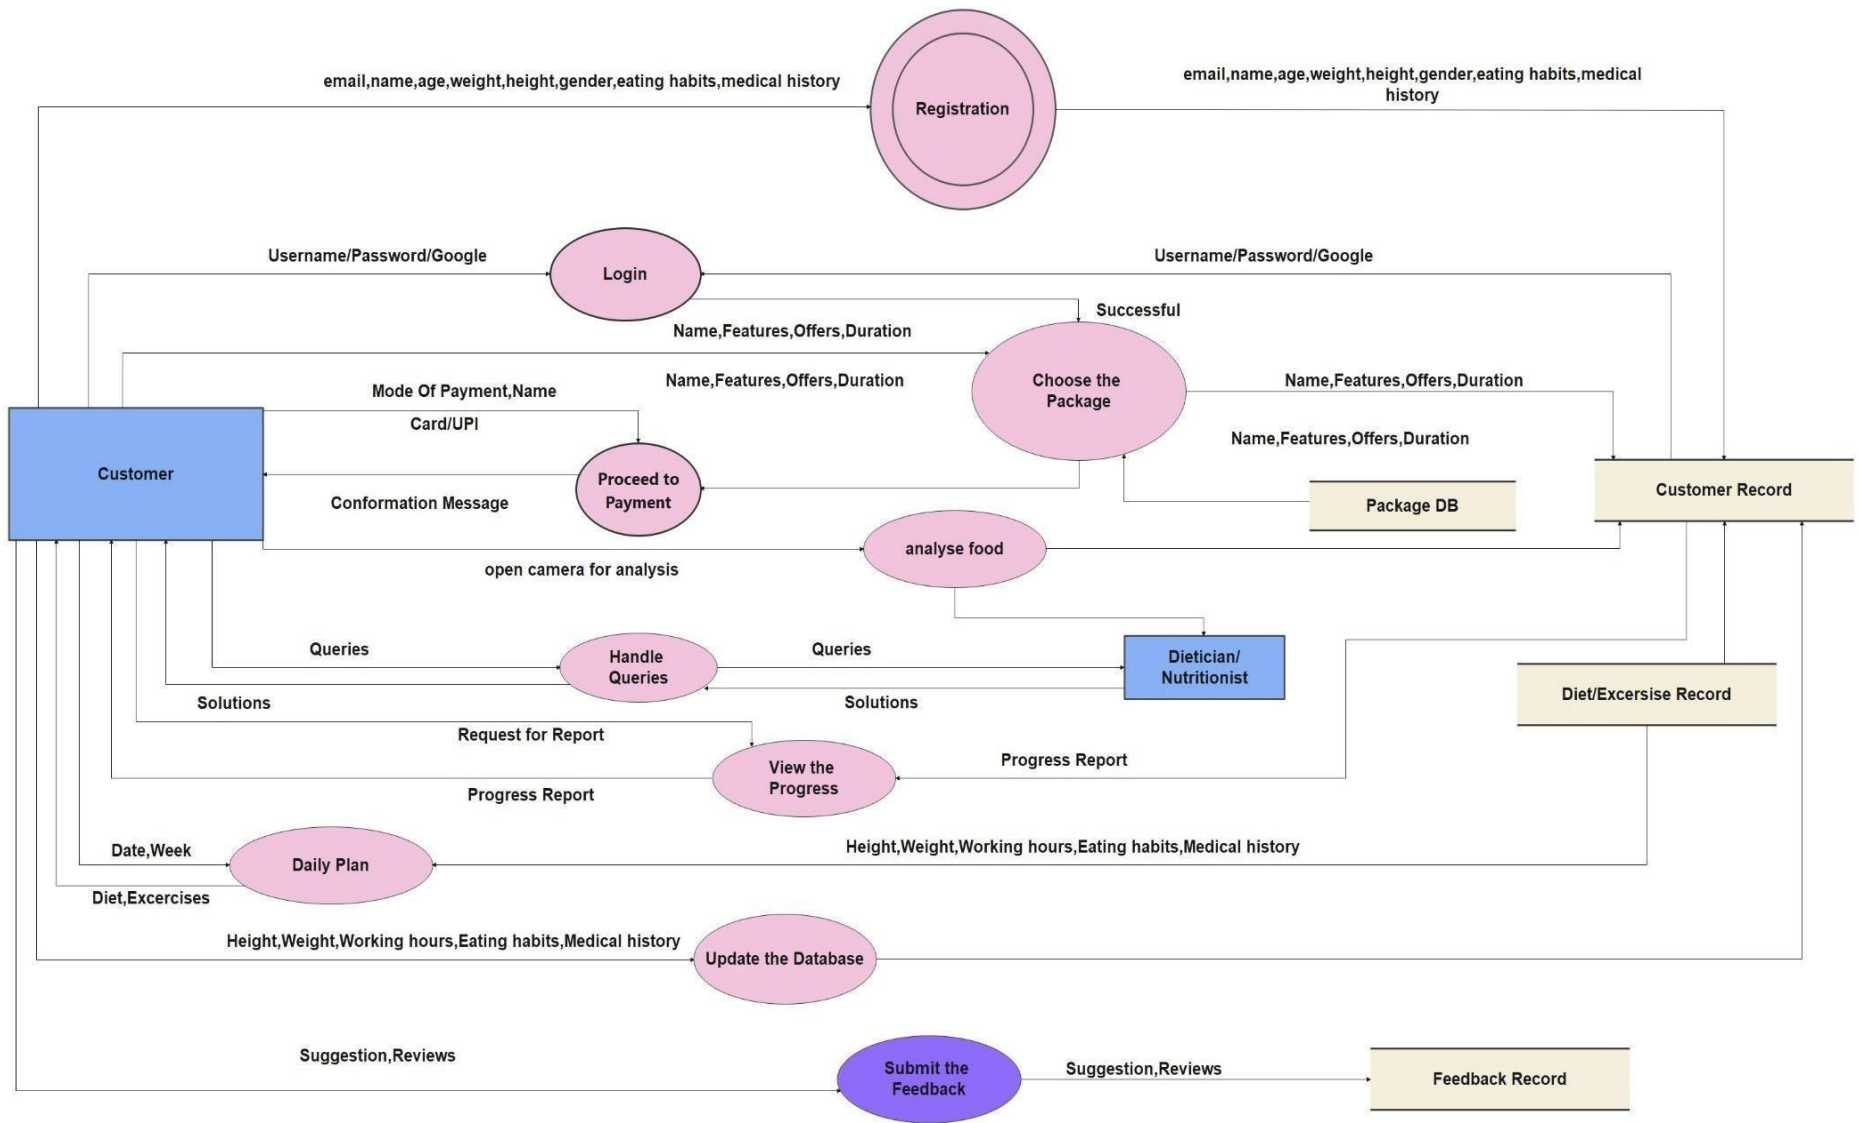 email,name,age,weight,height,gender,eating habits,medical history
email,name,age,weight,height,gender,eating habits,medical
history
Registration
Username/Password/Google
Login
Username/Password/Google
Successful
Name,Features,Offers,Duration
Name,Features,Offers,Duration
Choose the
Package
Name,Features,Offers,Duration
Mode Of Payment,Name
Card/UPI
Name,Features,Offers,Duration
Customer
Proceed to
Payment
Conformation Message
Package DB
Customer Record
analyse food
open camera for analysis
Queries
Handle
Queries
Queries
Dietician/
Nutritionist
Solutions
Solutions
Diet/Excersise Record
Request for Report
View the
Progress
Progress Report
Progress Report
Date,Week
Daily Plan
Height,Weight,Working hours,Eating habits,Medical history
Diet,Excercises
Height,Weight,Working hours,Eating habits,Medical history
Update the Database
Suggestion,Reviews
Submit the
Feedback
Suggestion,Reviews
Feedback Record